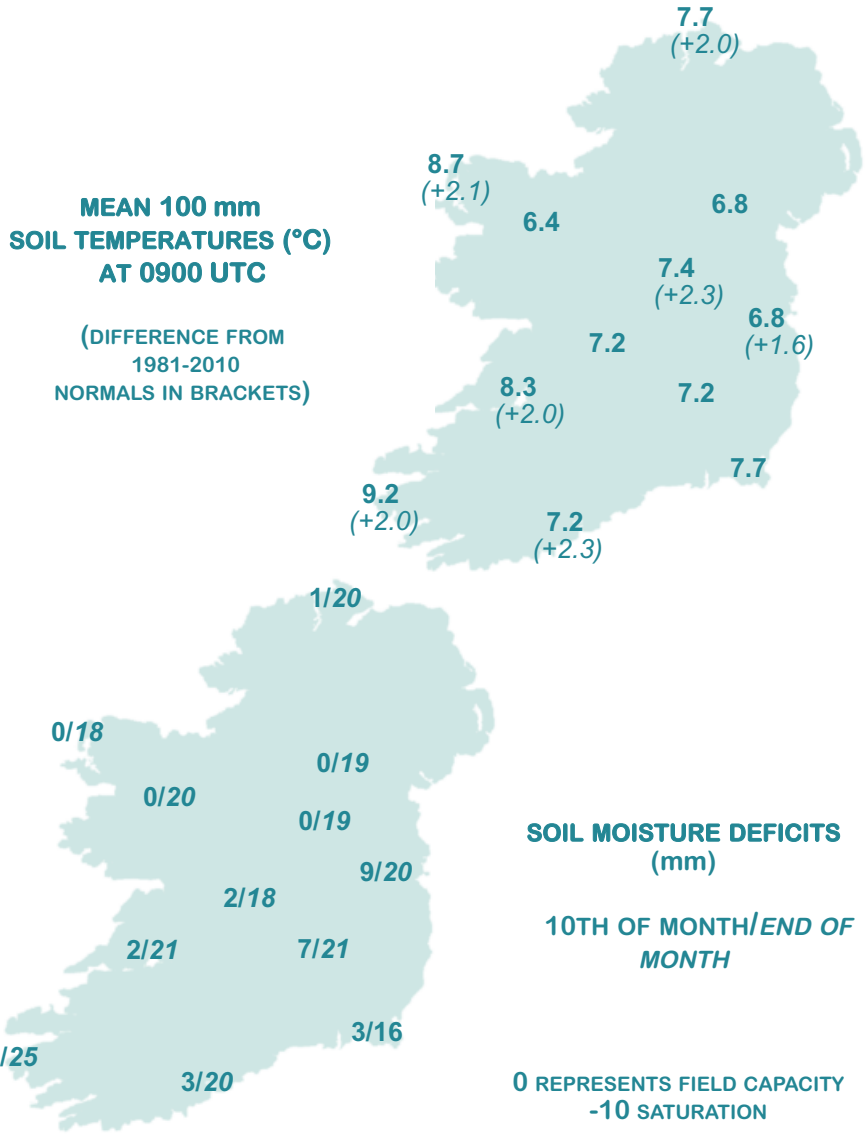 7.7
(+2.0)
8.7
(+2.1)
6.4
6.8
MEAN 100 mm
SOIL TEMPERATURES (°C)
AT 0900 UTC
7.4
(+2.3)
6.8
(+1.6)
(DIFFERENCE FROM
1981-2010
NORMALS IN BRACKETS)
7.2
8.3
(+2.0)
7.2
7.7
9.2
(+2.0)
7.2
(+2.3)
1/20
0/18
0/19
0/20
0/19
SOIL MOISTURE DEFICITS
(mm)
9/20
2/18
10TH OF MONTH/END OF
MONTH
2/21
7/21
3/16
/25
3/20
0 REPRESENTS FIELD CAPACITY
-10 SATURATION